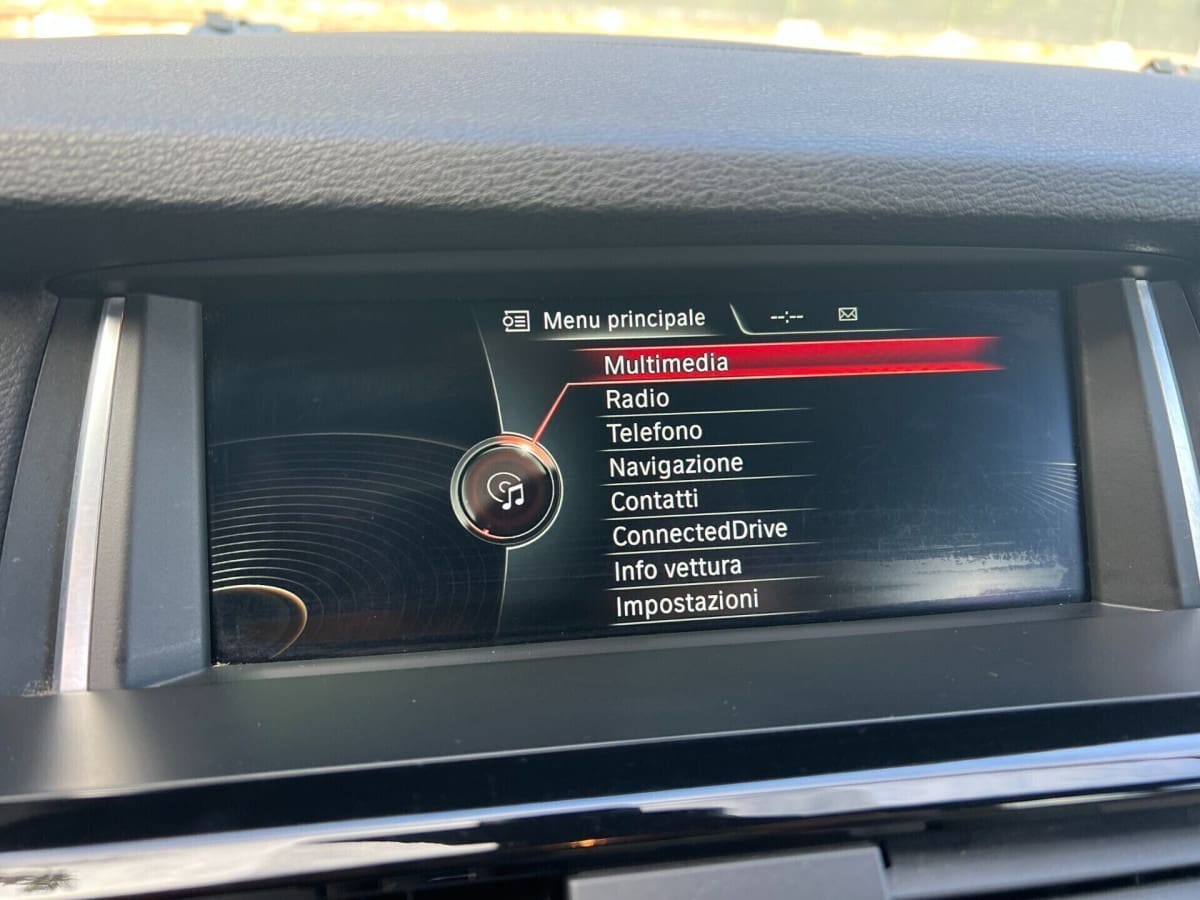 Menu principale --:--
Multimedia
Radio
Telefono
Navigazione
Contatti
ConnectedDrive
Info vettura
Impostazioni